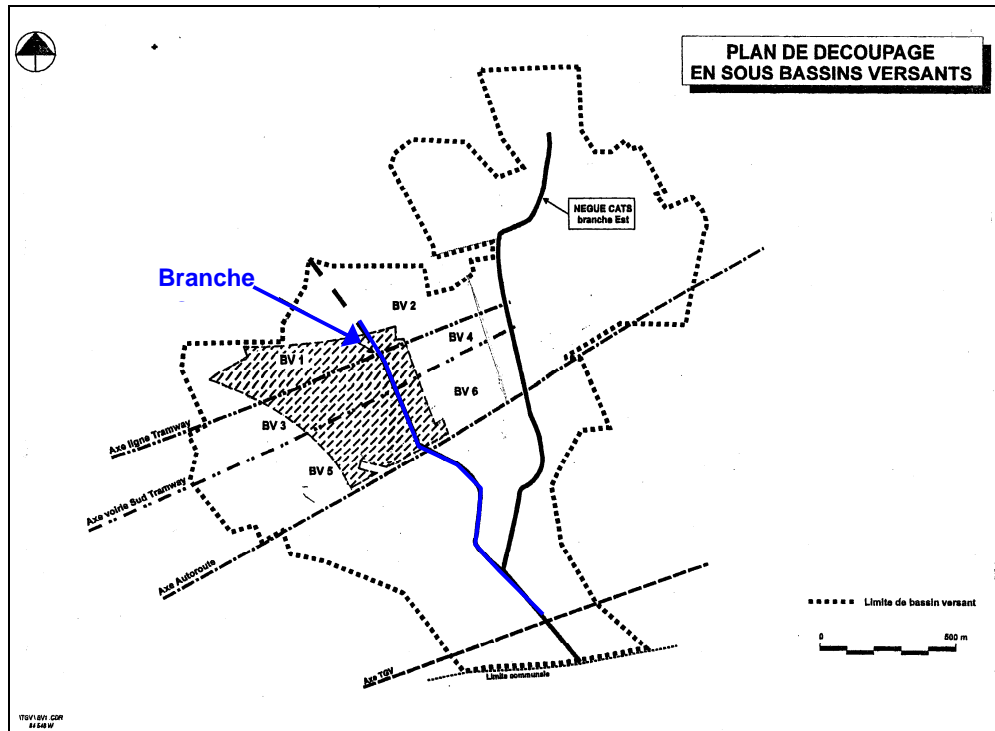 PLAN DE DECOUPAGE
EN SOUS BASSINS VERSANTS
NEGUE CATS
branche Est
Branche
BV 2
BV 4
BV 1
BV 6
BV 3
BV 5
Axe ligne Tramway
Axe voirie Sud Tramway
Axe Autoroute
Axe TGV
Limite communale
Limite de bassin versant
0 500 m